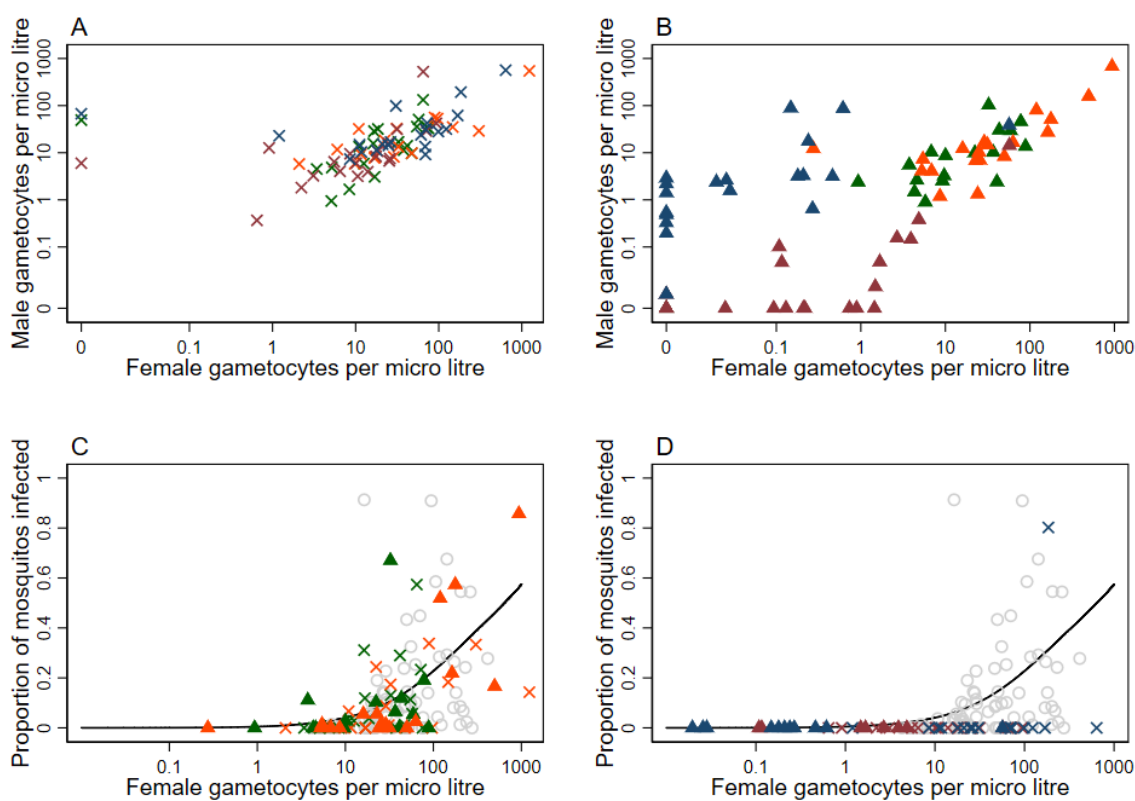 A
Male gametocytes per micro litre
1000
100
10
1
0.1
0
0 0.1 1 10 100 1000
Female gametocytes per micro litre
B
Male gametocytes per micro litre
1000
100
10
1
0.1
0
0 0.1 1 10 100 1000
Female gametocytes per micro litre
C
Proportion of mosquitos infected
1
0.8
0.6
0.4
0.2
0
0.1 1 10 100 1000
Female gametocytes per micro litre
D
Proportion of mosquitos infected
1
0.8
0.6
0.4
0.2
0
0.1 1 10 100 1000
Female gametocytes per micro litre